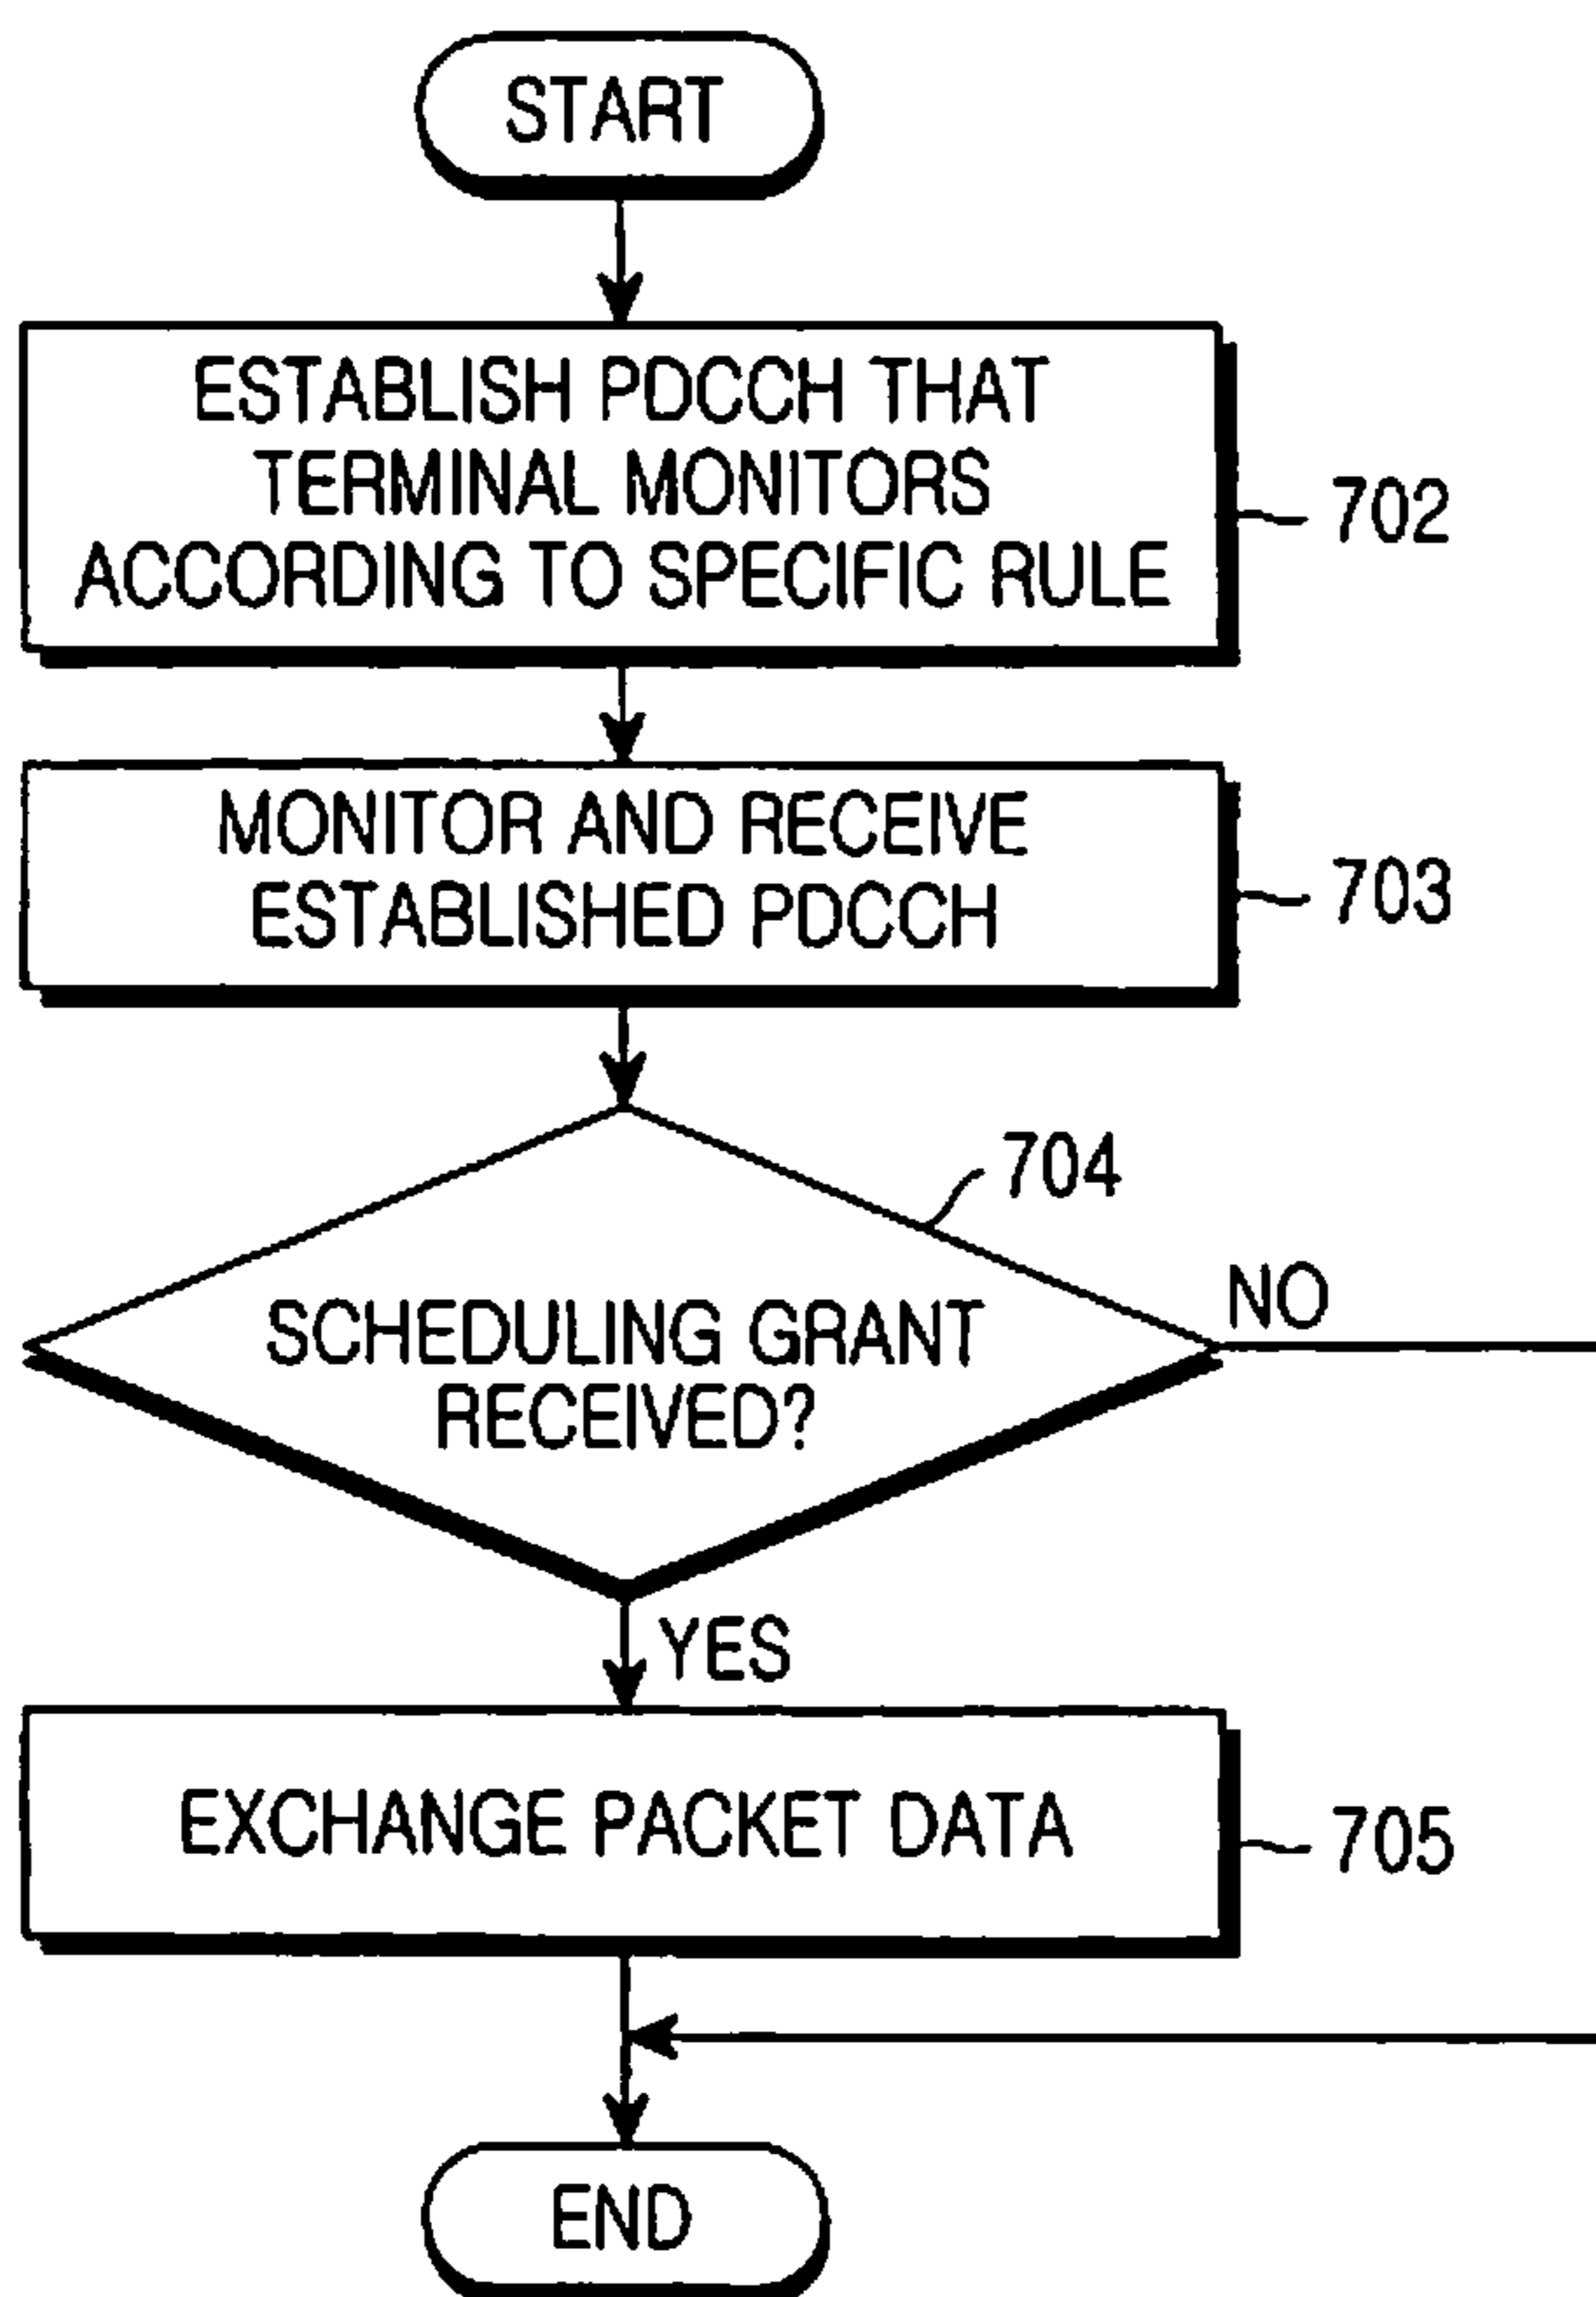 START
ESTABLISH PDCCH THAT
TERMINAL MONITORS
ACCORDING TO SPECIFIC RULE
702
MONITOR AND RECEIVE
ESTABLISHED PDCCH
703
704
SCHEDULING GRANT
RECEIVED?
NO
YES
EXCHANGE PACKET DATA
705
END